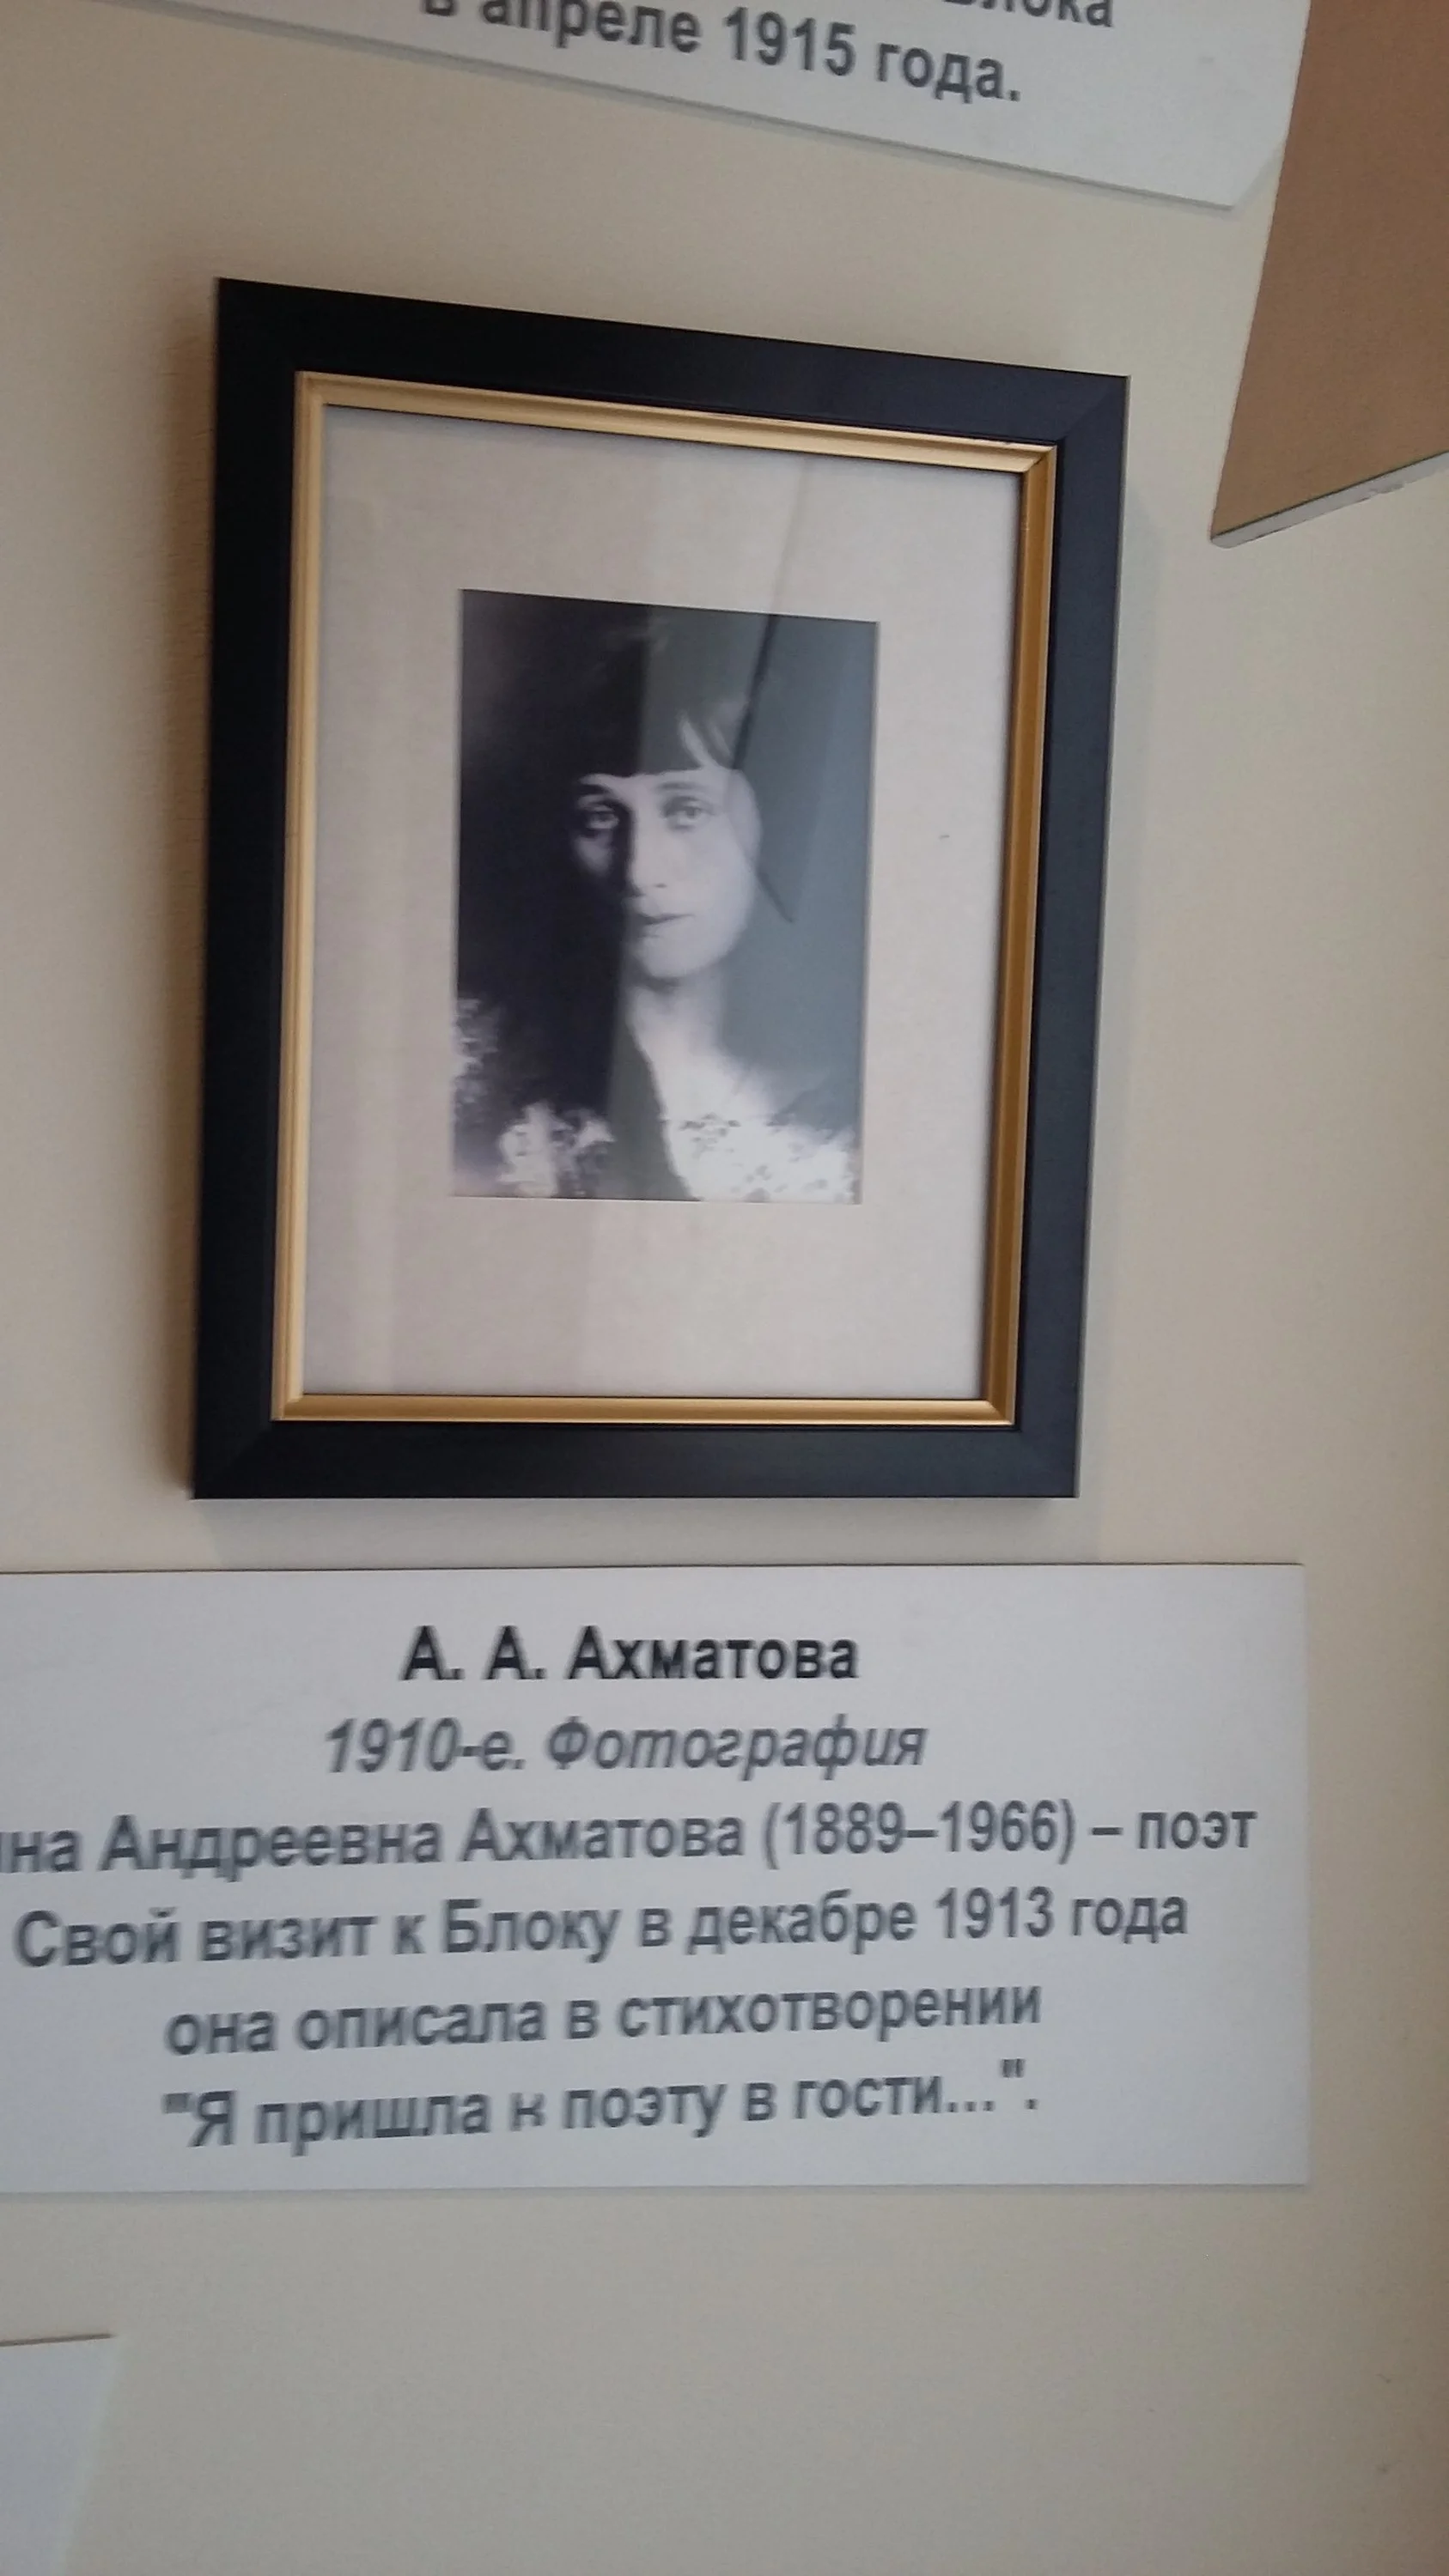 Блока
в апреле 1915 года.
А. А. Ахматова
1910-е. Фотография
Андреевна Ахматова (1889–1966) – поэт
Свой визит к Блоку в декабре 1913 года
она описала в стихотворении
"Я пришла к поэту в гости...".